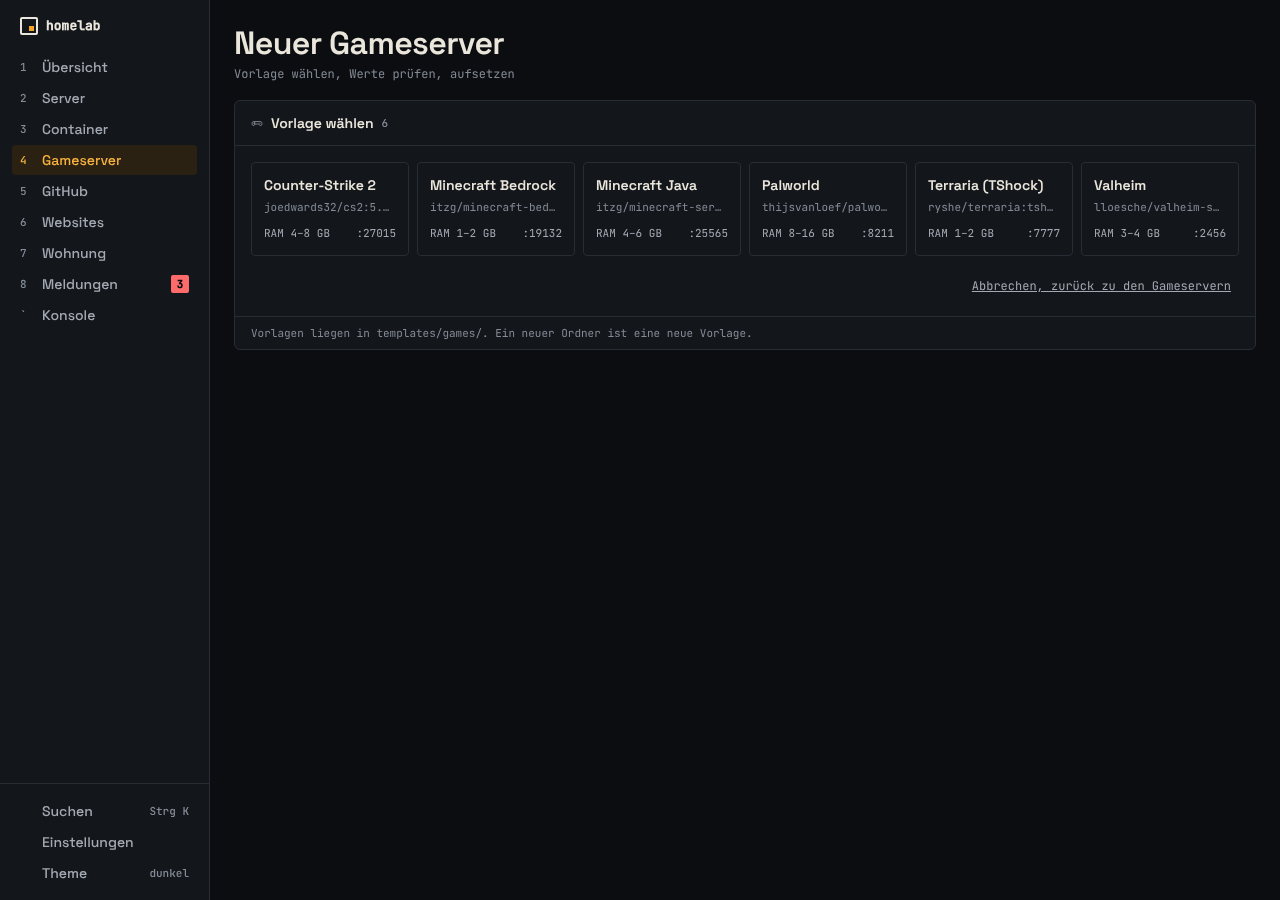 homelab
1 Übersicht
2 Server
3 Container
4 Gameserver
5 GitHub
6 Websites
7 Wohnung
8 Meldungen 3
` Konsole
Suchen Strg K
Einstellungen
Theme dunkel
Neuer Gameserver
Vorlage wählen, Werte prüfen, aufsetzen
Vorlage wählen 6
Counter-Strike 2
joedwards32/cs2:5.…
RAM 4–8 GB :27015
Minecraft Bedrock
itzg/minecraft-bed…
RAM 1–2 GB :19132
Minecraft Java
itzg/minecraft-ser…
RAM 4–6 GB :25565
Palworld
thijsvanloef/palwo…
RAM 8–16 GB :8211
Terraria (TShock)
ryshe/terraria:tsh…
RAM 1–2 GB :7777
Valheim
lloesche/valheim-s…
RAM 3–4 GB :2456
Abbrechen, zurück zu den Gameservern
Vorlagen liegen in templates/games/. Ein neuer Ordner ist eine neue Vorlage.